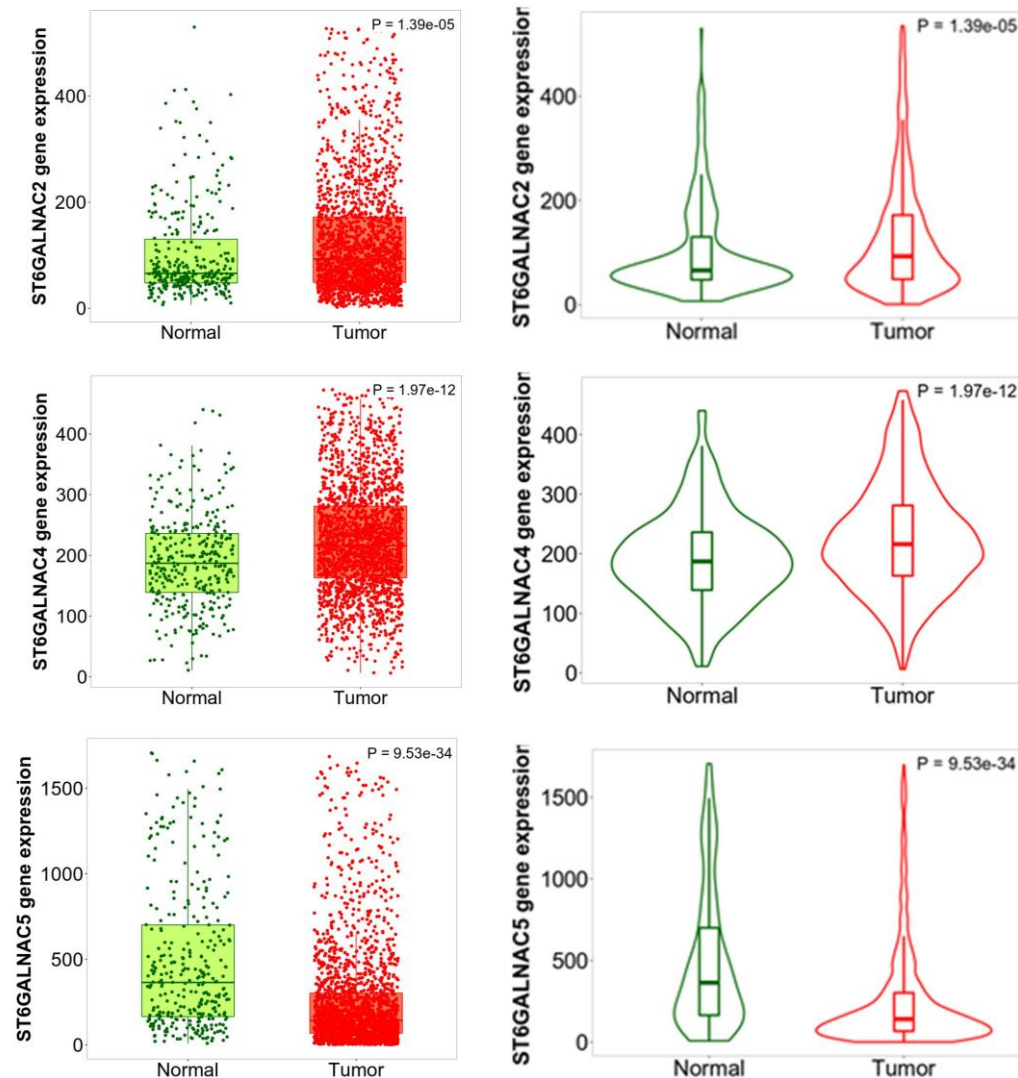 ST6GALNAC2 gene expression
400
200
0
P = 1.39e-05
Normal
Tumor
ST6GALNAC2 gene expression
400
200
0
P = 1.39e-05
Normal
Tumor
ST6GALNAC4 gene expression
400
300
200
100
0
P = 1.97e-12
Normal
Tumor
ST6GALNAC4 gene expression
400
300
200
100
0
P = 1.97e-12
Normal
Tumor
ST6GALNAC5 gene expression
1500
1000
500
0
P = 9.53e-34
Normal
Tumor
ST6GALNAC5 gene expression
1500
1000
500
0
P = 9.53e-34
Normal
Tumor